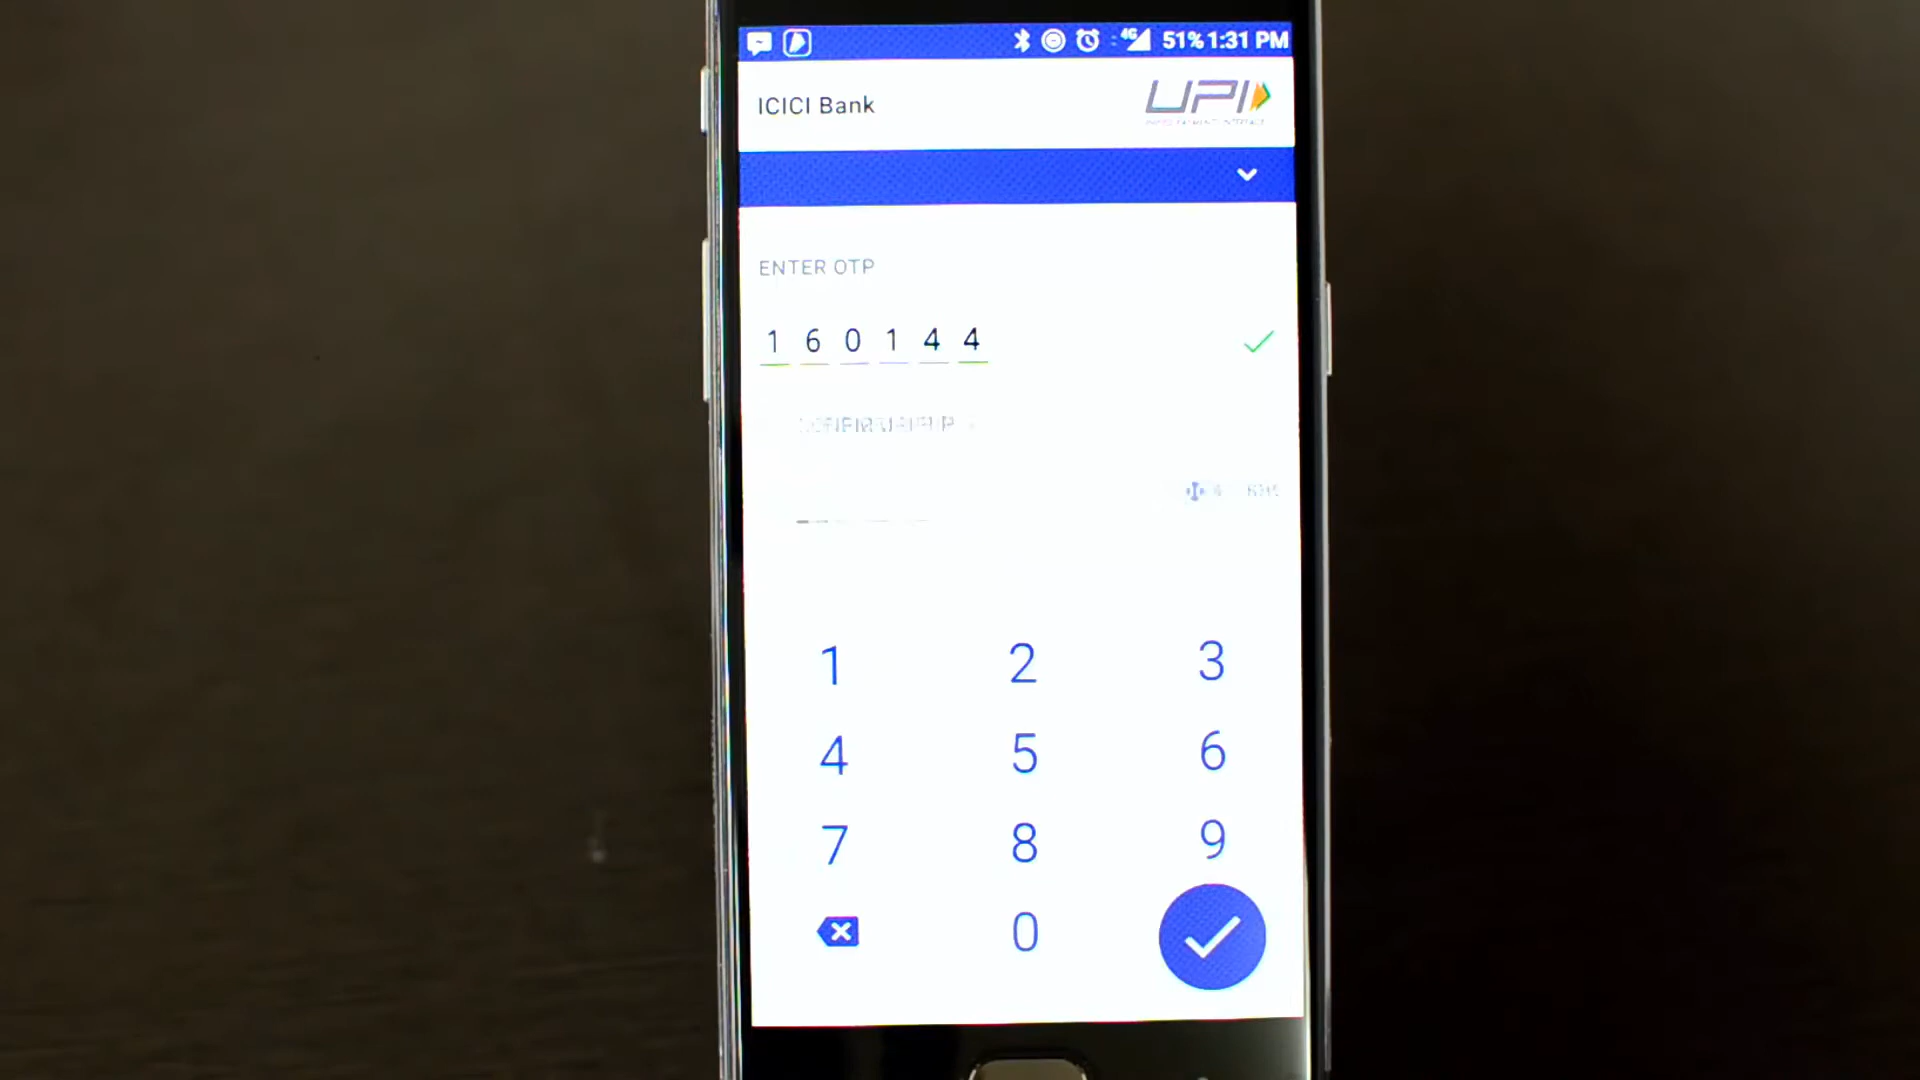 51% 1:31 PM
ICICI Bank
UPI
ENTER OTP
1 6 0 1 4 4
1 2 3
4 5 6
7 8 9
0